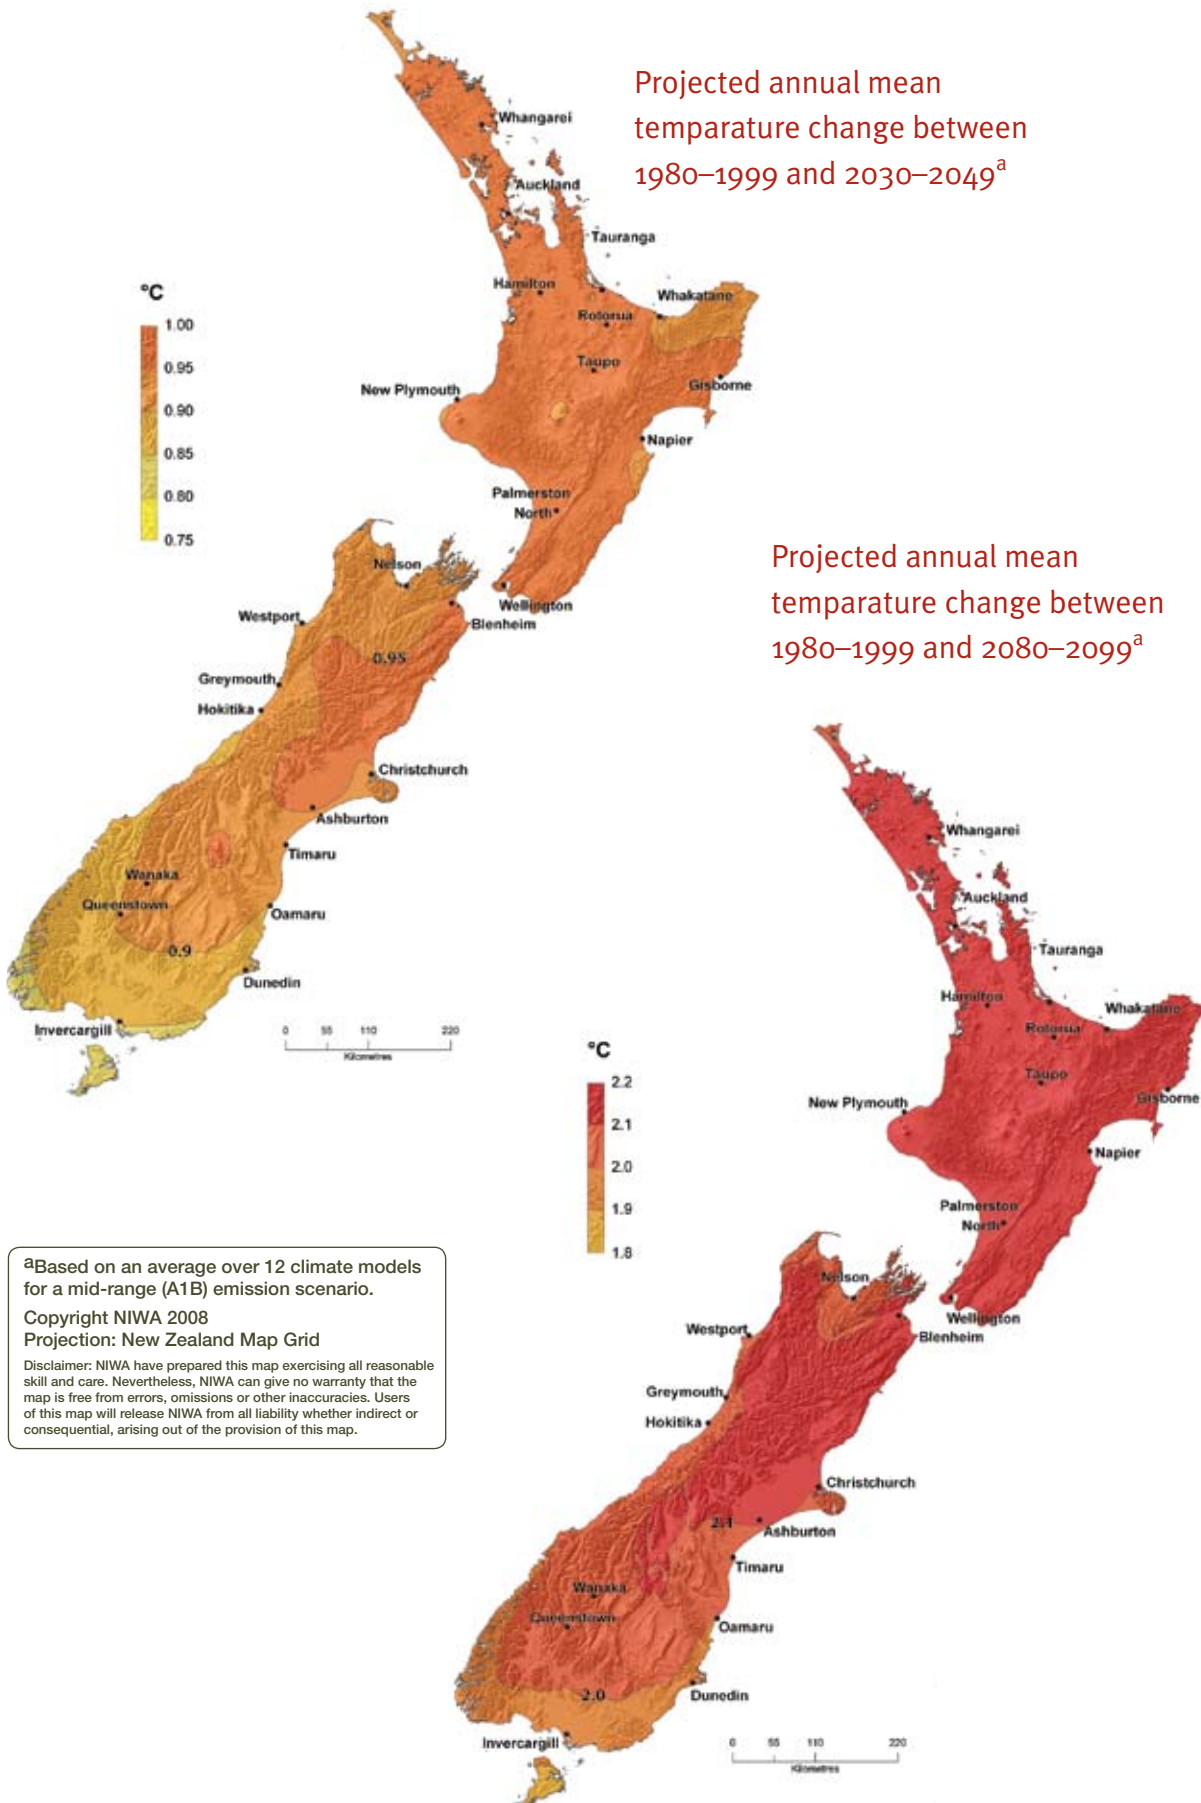 Projected annual mean
temparature change between
1980–1999 and 2030–2049ª
Whangarei
Auckland
Tauranga
Hamilton
Whakatane
Rotorua
Taupo
Gisborne
New Plymouth
Napier
Palmerston
North
°C
1.00
0.95
0.90
0.85
0.80
0.75
Nelson
Wellington
Blenheim
Westport
0.95
Greymouth
Hokitika
Christchurch
Ashburton
Timaru
Wanaka
Queenstown
Oamaru
0.9
Dunedin
Invercargill
0 55 110 220
Kilometres
Projected annual mean
temparature change between
1980–1999 and 2080–2099ª
Whangarei
Auckland
Tauranga
Hamilton
Whakatane
Rotorua
Taupo
Gisborne
New Plymouth
Napier
Palmerston
North
°C
2.2
2.1
2.0
1.9
1.8
Nelson
Wellington
Blenheim
Westport
Greymouth
Hokitika
Christchurch
2.1
Ashburton
Timaru
Wanaka
Queenstown
Oamaru
2.0
Dunedin
Invercargill
0 55 110 220
Kilometres
ªBased on an average over 12 climate models
for a mid-range (A1B) emission scenario.
Copyright NIWA 2008
Projection: New Zealand Map Grid
Disclaimer: NIWA have prepared this map exercising all reasonable
skill and care. Nevertheless, NIWA can give no warranty that the
map is free from errors, omissions or other inaccuracies. Users
of this map will release NIWA from all liability whether indirect or
consequential, arising out of the provision of this map.